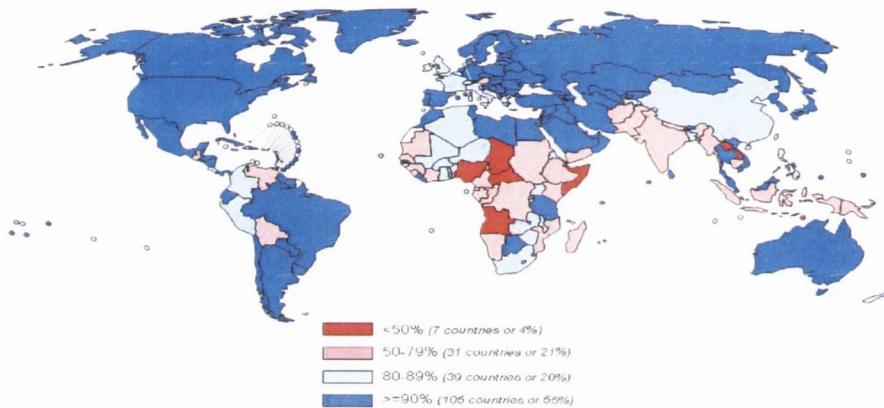 <50% (7 countries or 4%)
50-79% (31 countries or 21%)
80-89% (39 countries or 20%)
>=90% (105 countries or 55%)